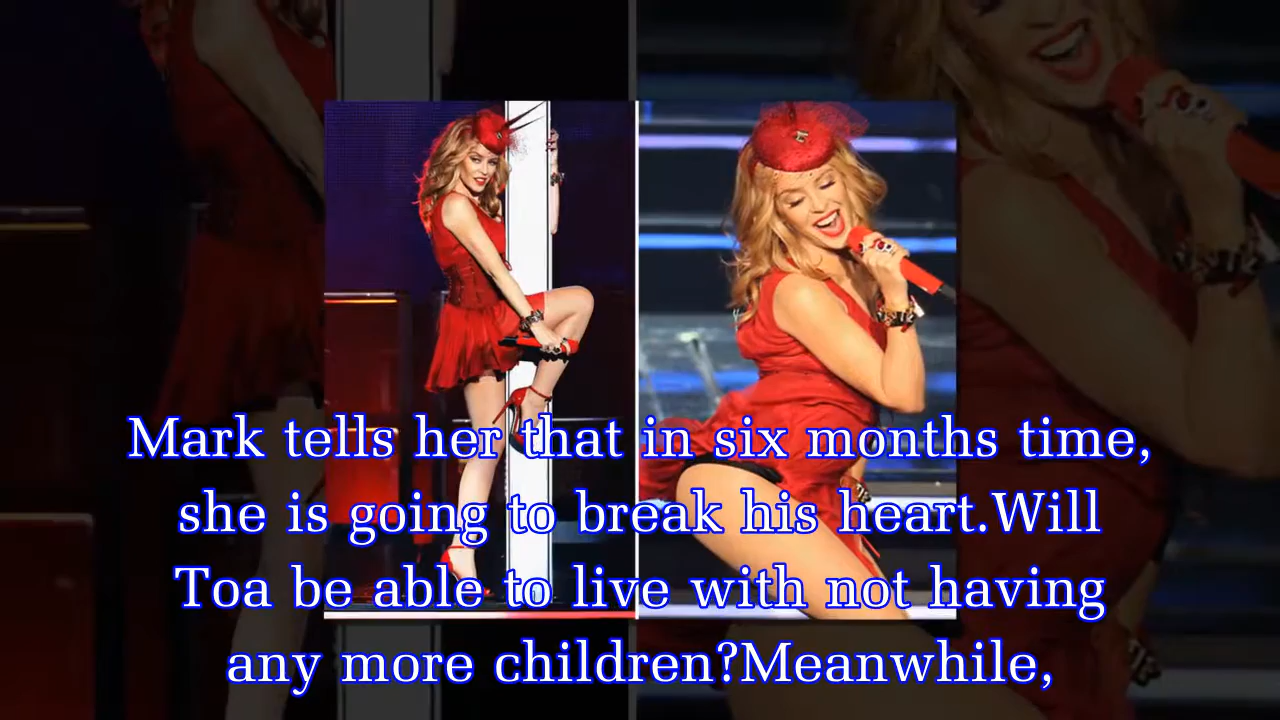 Mark tells her that in six months time,
she is going to break his heart.Will
Toa be able to live with not having
any more children?Meanwhile,